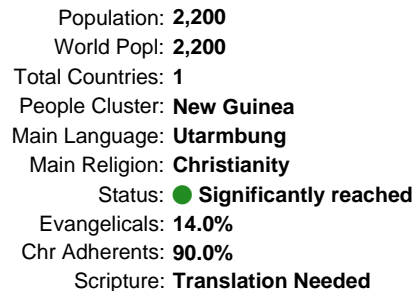 Population: 2,200
World Popl: 2,200
Total Countries: 1
People Cluster: New Guinea
Main Language: Utarmbung
Main Religion: Christianity
Status: Significantly reached
Evangelicals: 14.0%
Chr Adherents: 90.0%
Scripture: Translation Needed